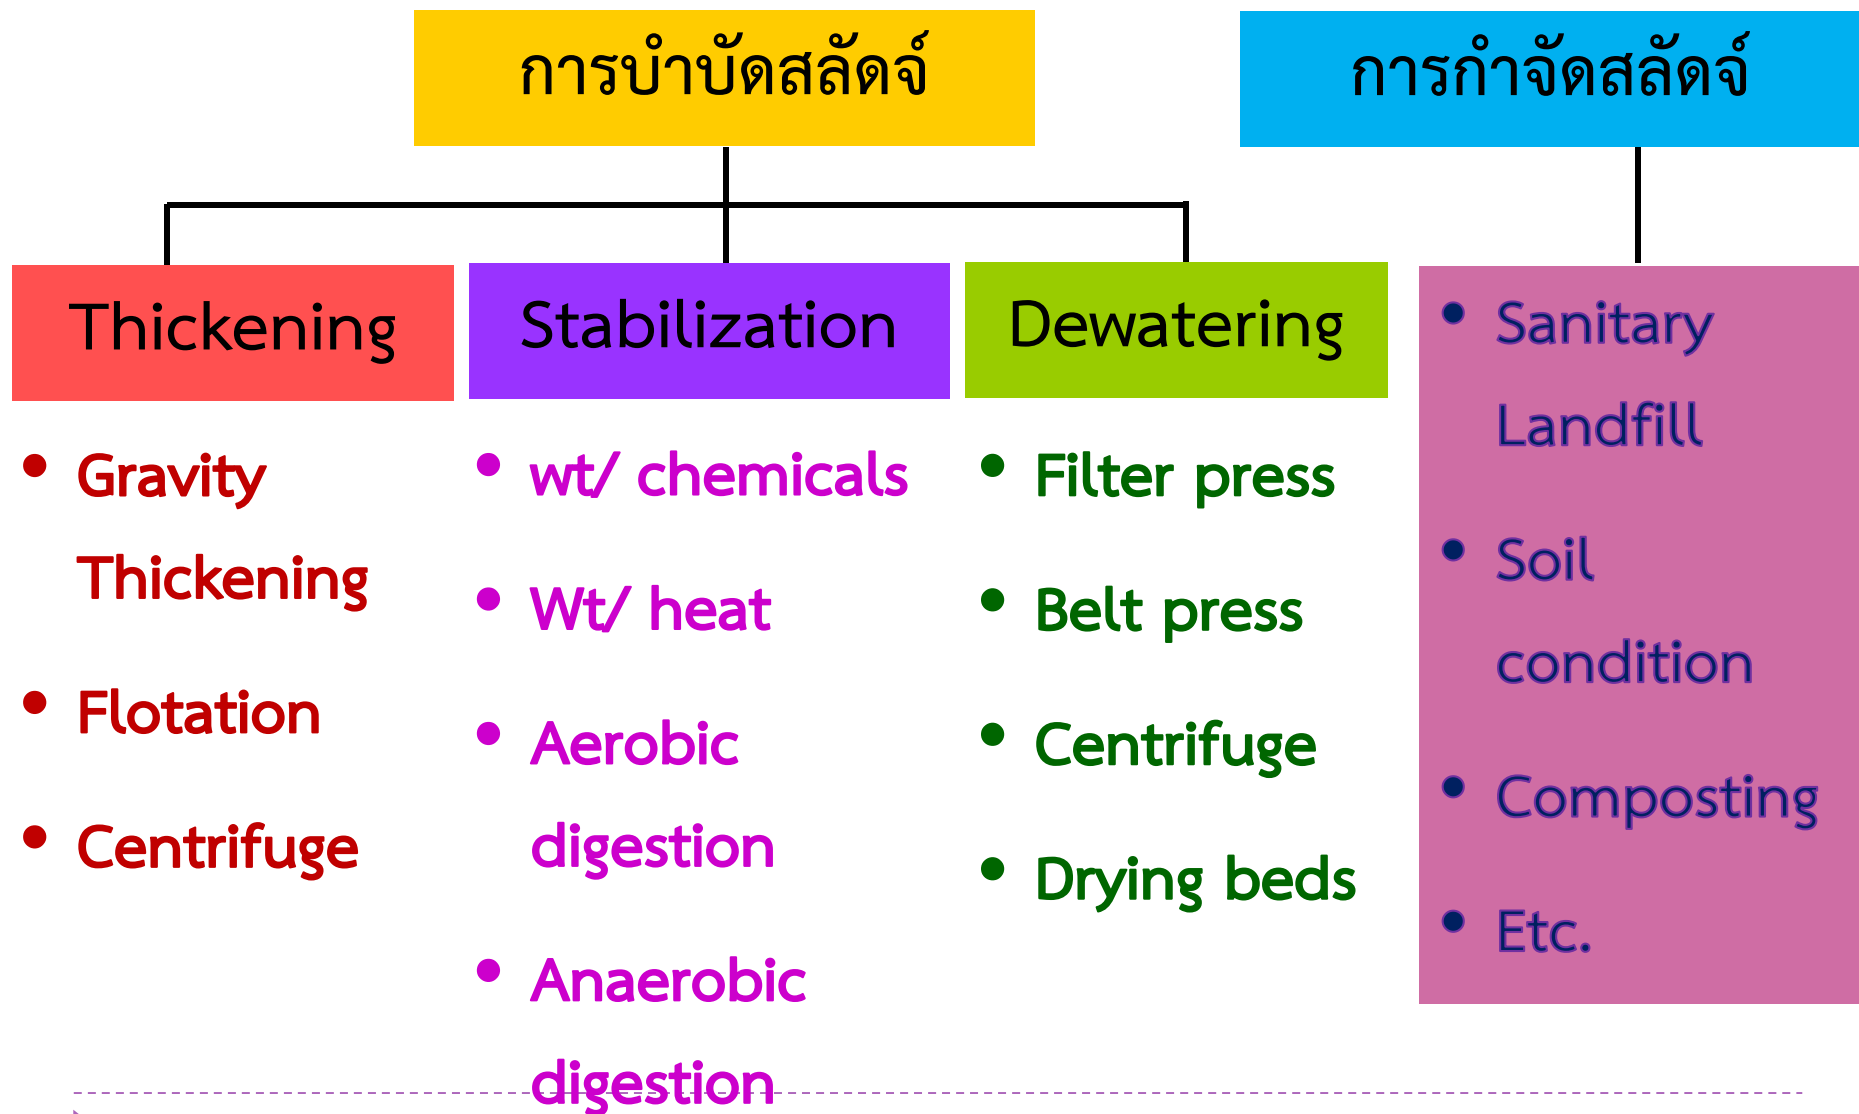 การบำบัดสลัดจ์
การกำจัดสลัดจ์
Thickening
• Gravity
Thickening
• Flotation
• Centrifuge
Stabilization
• wt/ chemicals
• Wt/ heat
• Aerobic
digestion
• Anaerobic
digestion
Dewatering
• Filter press
• Belt press
• Centrifuge
• Drying beds
• Sanitary
Landfill
• Soil
condition
• Composting
• Etc.